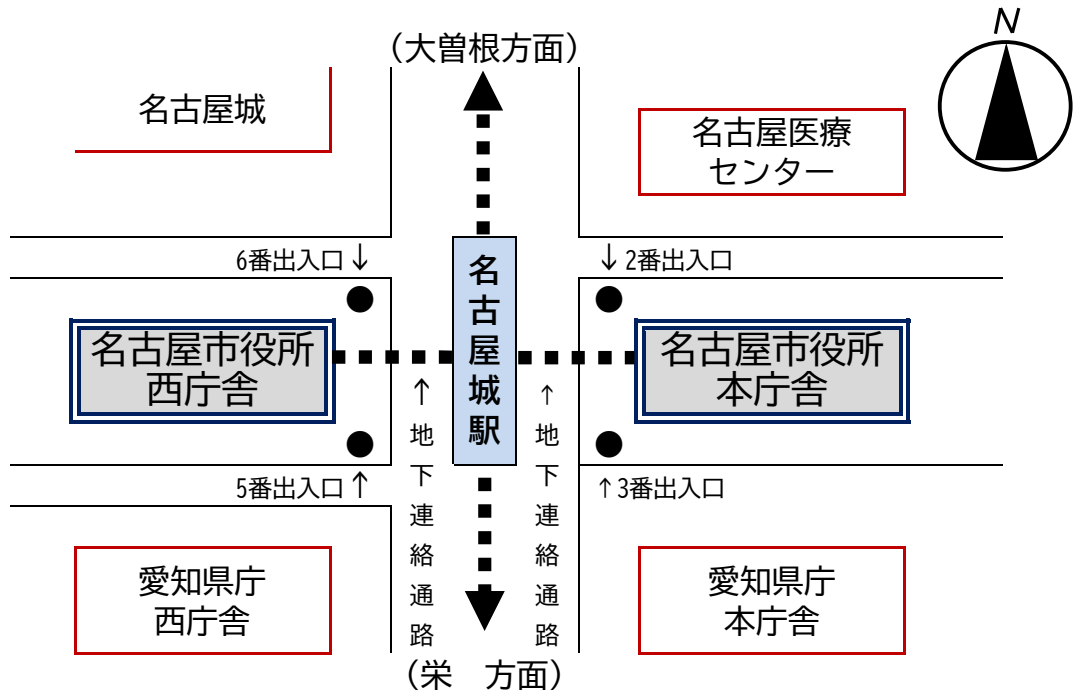 N
(大曽根方面)
名古屋城
名古屋医療
センター
6番出入口↓
↓2番出入口
名古屋城駅
名古屋市役所
西庁舎
名古屋市役所
本庁舎
↑地下連絡通路
↑地下連絡通路
5番出入口↑
↑3番出入口
愛知県庁
西庁舎
愛知県庁
本庁舎
(栄　方面)